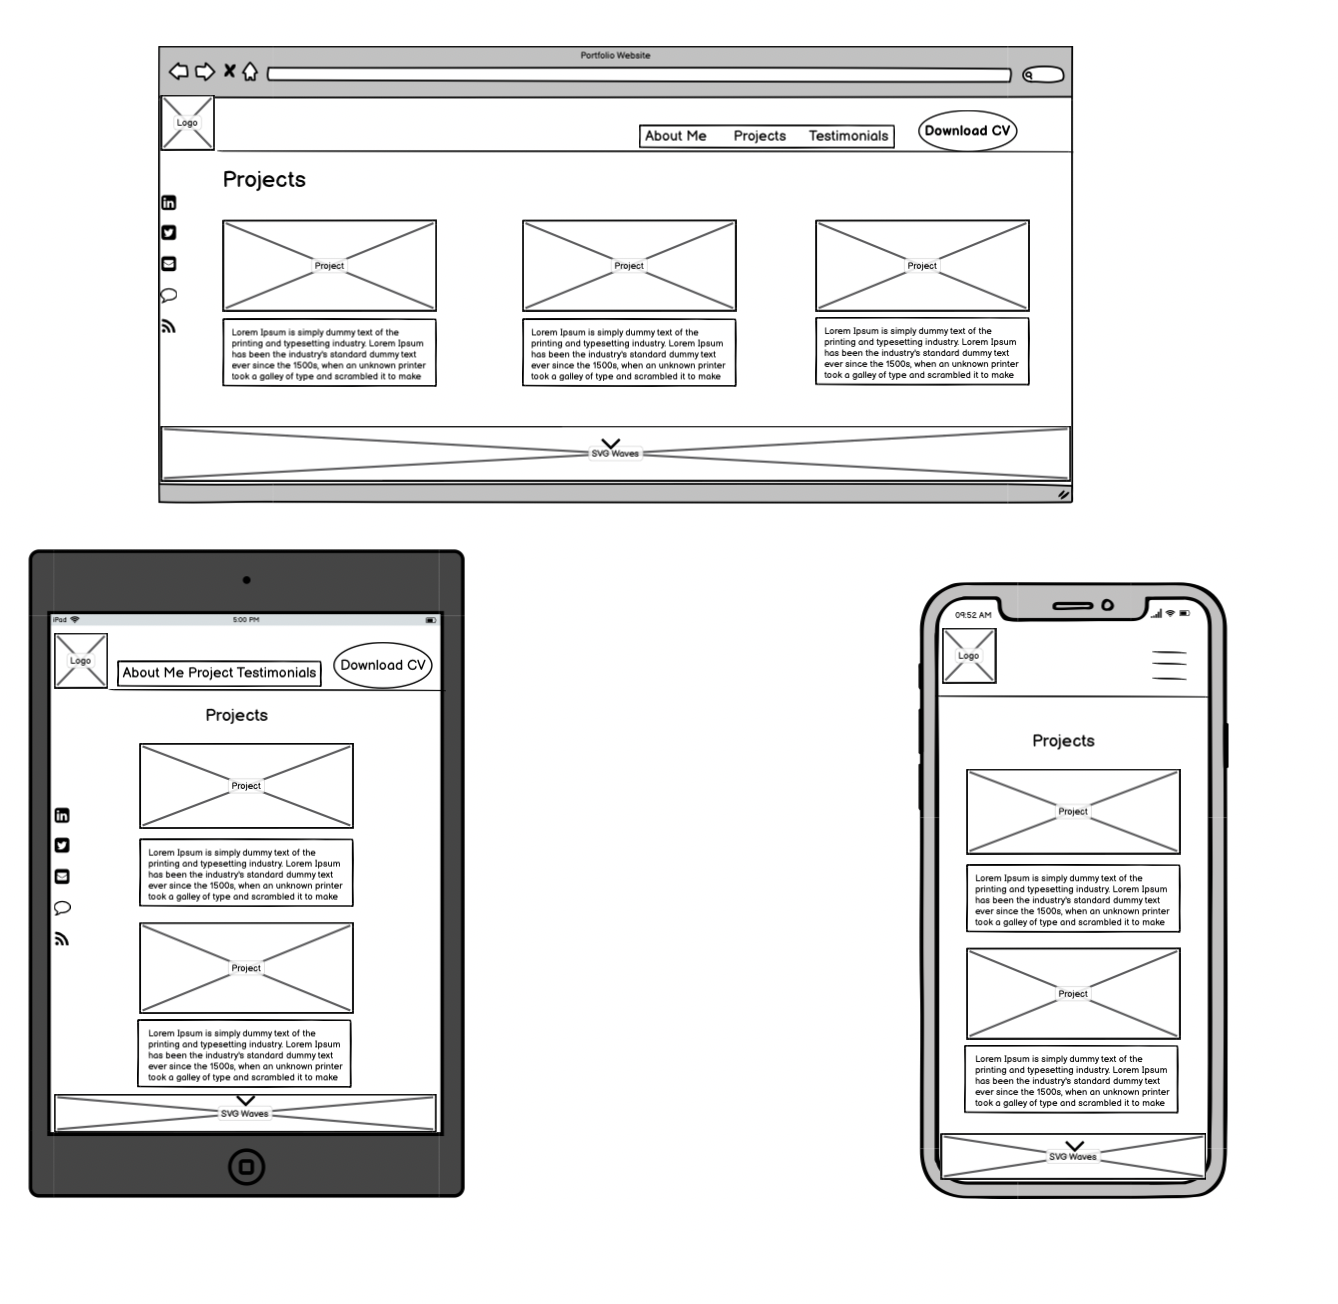 Portfolio Website
Logo
About Me Projects Testimonials
Download CV
Projects
Project
Project
Project
Lorem Ipsum is simply dummy text of the
printing and typesetting industry. Lorem Ipsum
has been the industry's standard dummy text
ever since the 1500s, when an unknown printer
took a galley of type and scrambled it to make
Lorem Ipsum is simply dummy text of the
printing and typesetting industry. Lorem Ipsum
has been the industry's standard dummy text
ever since the 1500s, when an unknown printer
took a galley of type and scrambled it to make
Lorem Ipsum is simply dummy text of the
printing and typesetting industry. Lorem Ipsum
has been the industry's standard dummy text
ever since the 1500s, when an unknown printer
took a galley of type and scrambled it to make
SVG Waves
iPad
5:00 PM
Logo
About Me Project Testimonials
Download CV
Projects
Project
Lorem Ipsum is simply dummy text of the
printing and typesetting industry. Lorem Ipsum
has been the industry's standard dummy text
ever since the 1500s, when an unknown printer
took a galley of type and scrambled it to make
Project
Lorem Ipsum is simply dummy text of the
printing and typesetting industry. Lorem Ipsum
has been the industry's standard dummy text
ever since the 1500s, when an unknown printer
took a galley of type and scrambled it to make
SVG Waves
09:52 AM
Logo
Projects
Project
Lorem Ipsum is simply dummy text of the
printing and typesetting industry. Lorem Ipsum
has been the industry's standard dummy text
ever since the 1500s, when an unknown printer
took a galley of type and scrambled it to make
Project
Lorem Ipsum is simply dummy text of the
printing and typesetting industry. Lorem Ipsum
has been the industry's standard dummy text
ever since the 1500s, when an unknown printer
took a galley of type and scrambled it to make
SVG Waves